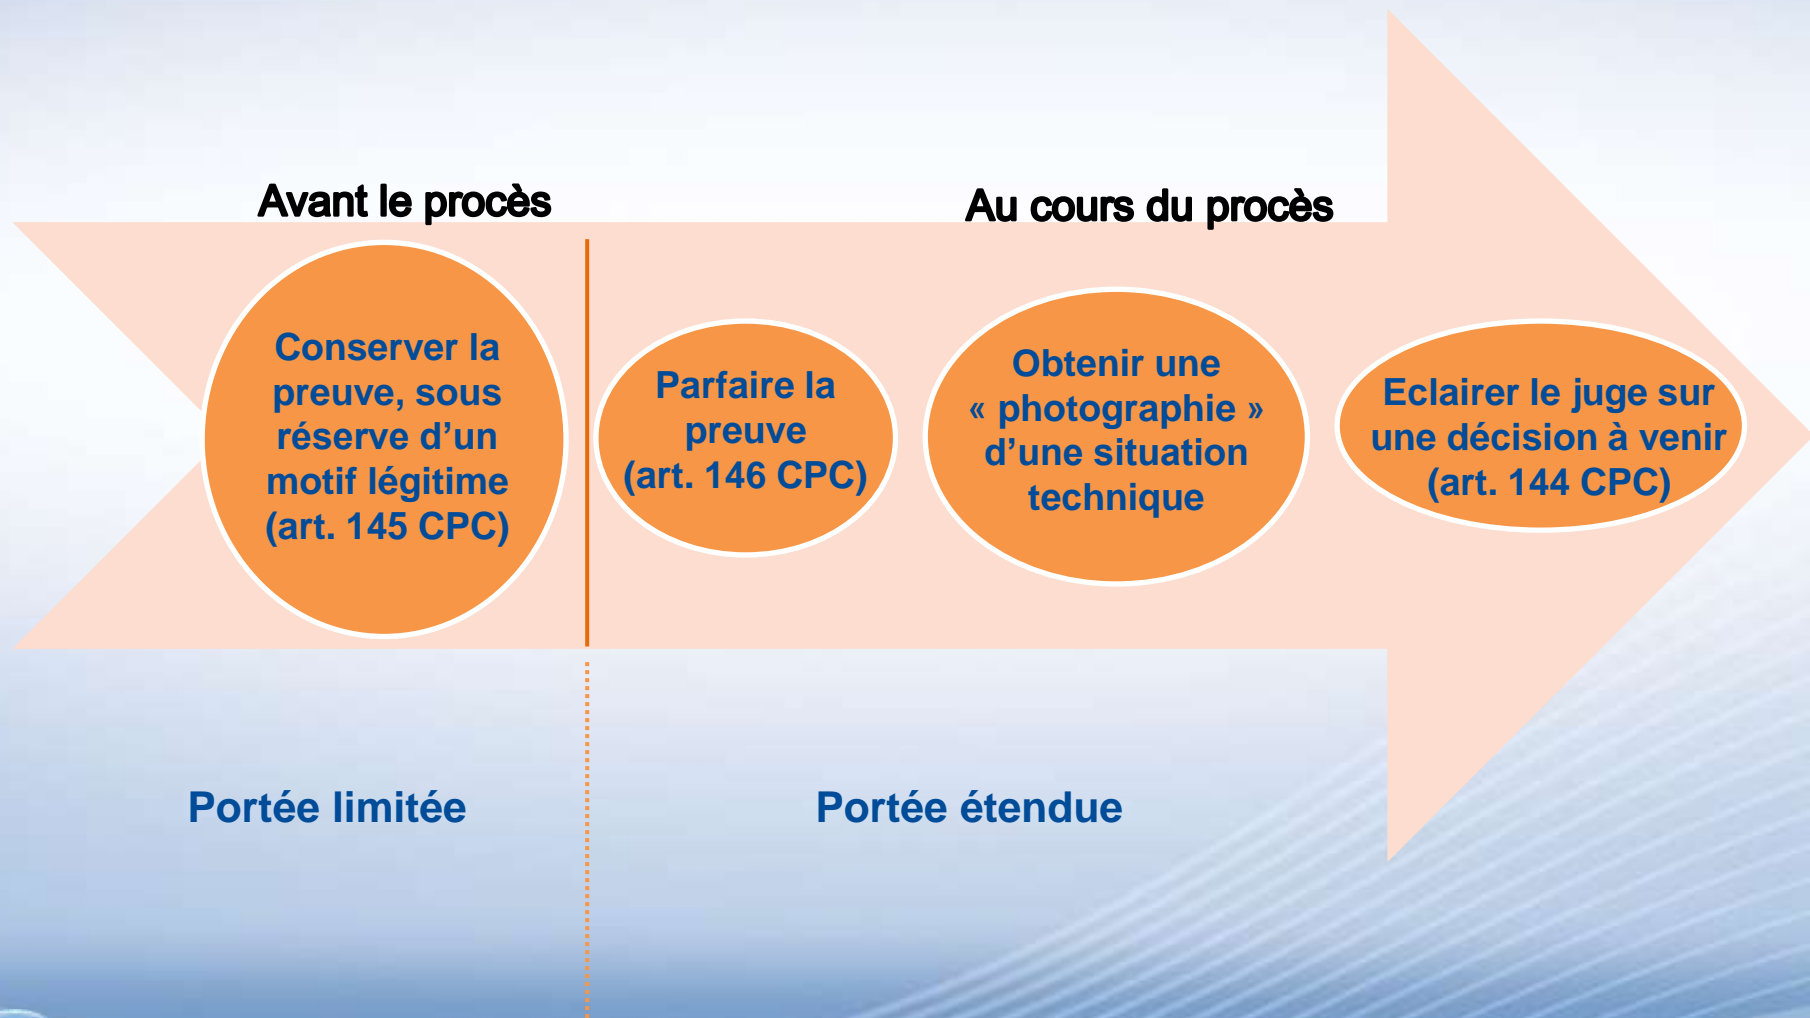 Avant le procès
Au cours du procès
Conserver la
preuve, sous
réserve d’un
motif légitime
(art. 145 CPC)
Parfaire la
preuve
(art. 146 CPC)
Obtenir une
« photographie »
d’une situation
technique
Eclairer le juge sur
une décision à venir
(art. 144 CPC)
Portée limitée
Portée étendue